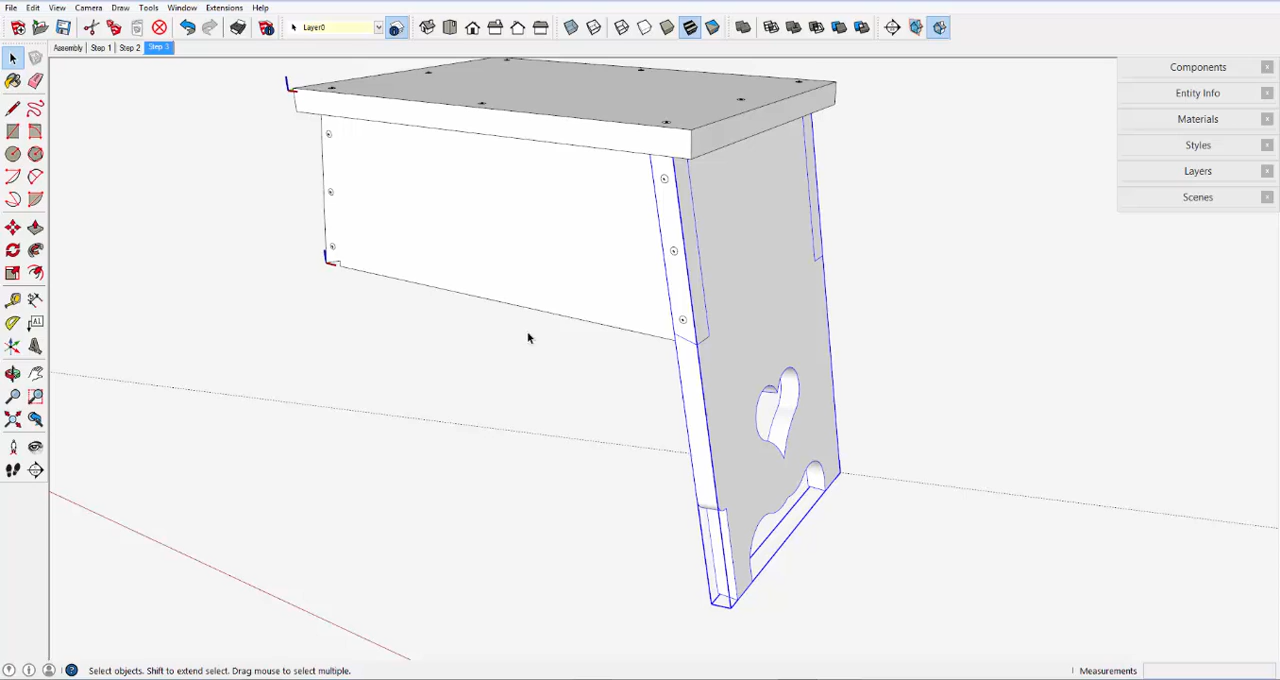 File Edit View Camera Draw Tools Window Extensions Help
Layer0
Assembly Step 1 Step 2 Step 3
Components
Entity Info
Materials
Styles
Layers
Scenes
A1
Select objects. Shift to extend select. Drag mouse to select multiple.
Measurements